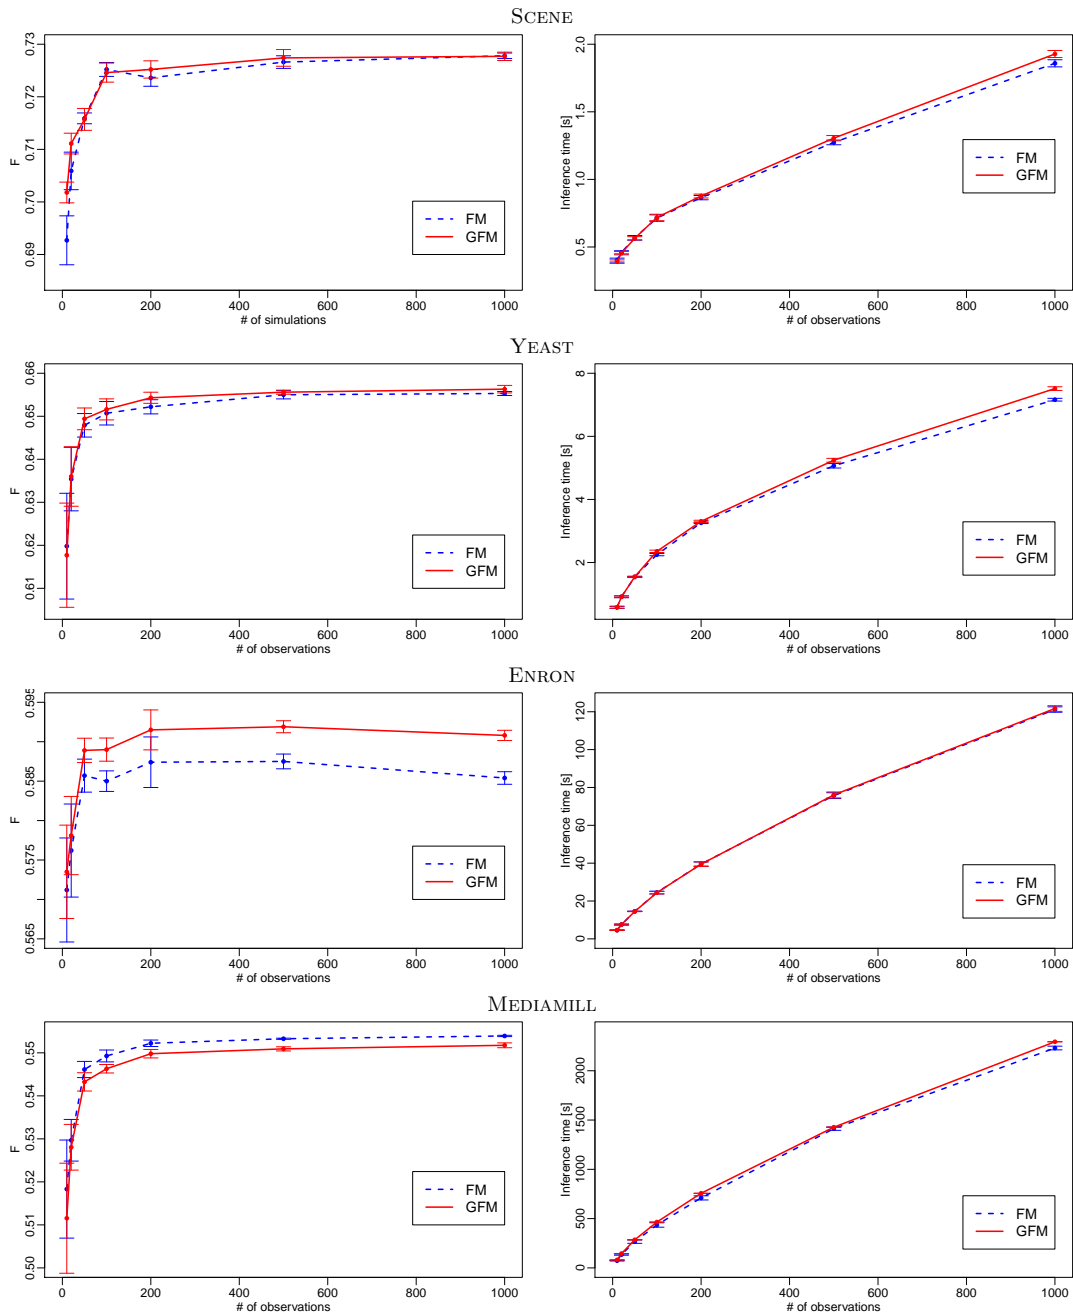 SCENE
0.69 0.70 0.71 0.72 0.73
F
0 200 400 600 800 1000
# of simulations
FM
GFM
0.5 1.0 1.5 2.0
Inference time [s]
0 200 400 600 800 1000
# of observations
FM
GFM
YEAST
0.61 0.62 0.63 0.64 0.65 0.66
F
0 200 400 600 800 1000
# of observations
FM
GFM
2 4 6 8
Inference time [s]
0 200 400 600 800 1000
# of observations
FM
GFM
ENRON
0.565 0.575 0.585 0.595
F
0 200 400 600 800 1000
# of observations
FM
GFM
0 20 40 60 80 100 120
Inference time [s]
0 200 400 600 800 1000
# of observations
FM
GFM
MEDIAMILL
0.50 0.51 0.52 0.53 0.54 0.55
F
0 200 400 600 800 1000
# of observations
FM
GFM
0 500 1000 1500 2000
Inference time [s]
0 200 400 600 800 1000
# of observations
FM
GFM